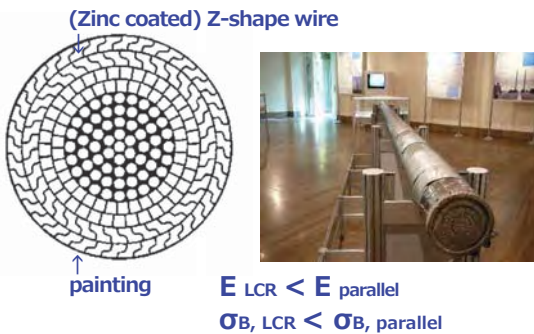 (Zinc coated) Z-shape wire
↑
painting
E LCR < E parallel
σB, LCR < σB, parallel